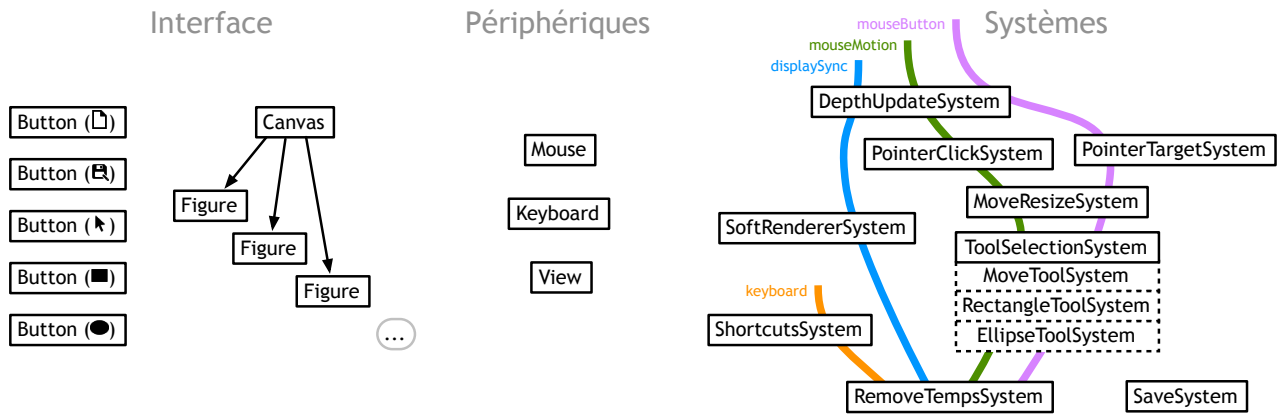 Interface
Périphériques
Systèmes
mouseButton
mouseMotion
displaySync
Button ( )
Button ( )
Button ( )
Button ( )
Button ( )
Canvas
Figure
Figure
Figure
...
Mouse
Keyboard
View
DepthUpdateSystem
PointerClickSystem
PointerTargetSystem
MoveResizeSystem
SoftRendererSystem
ToolSelectionSystem
MoveToolSystem
RectangleToolSystem
EllipseToolSystem
keyboard
ShortcutsSystem
RemoveTempsSystem
SaveSystem